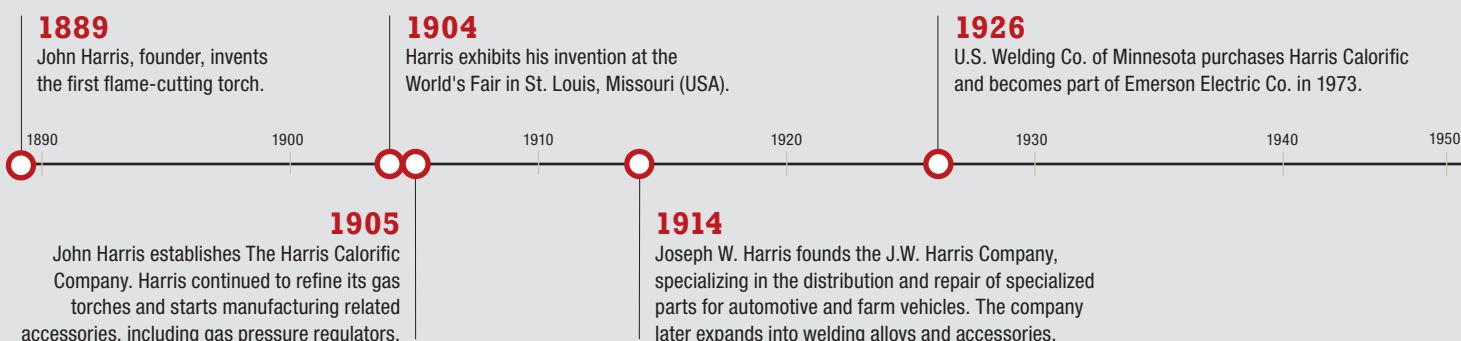 1889
John Harris, founder, invents
the first flame-cutting torch.
1904
Harris exhibits his invention at the
World's Fair in St. Louis, Missouri (USA).
1926
U.S. Welding Co. of Minnesota purchases Harris Calorific
and becomes part of Emerson Electric Co. in 1973.
1890 1900 1910 1920 1930 1940 1950
1905
John Harris establishes The Harris Calorific
Company. Harris continued to refine its gas
torches and starts manufacturing related
accessories, including gas pressure regulators.
1914
Joseph W. Harris founds the J.W. Harris Company,
specializing in the distribution and repair of specialized
parts for automotive and farm vehicles. The company
later expands into welding alloys and accessories.